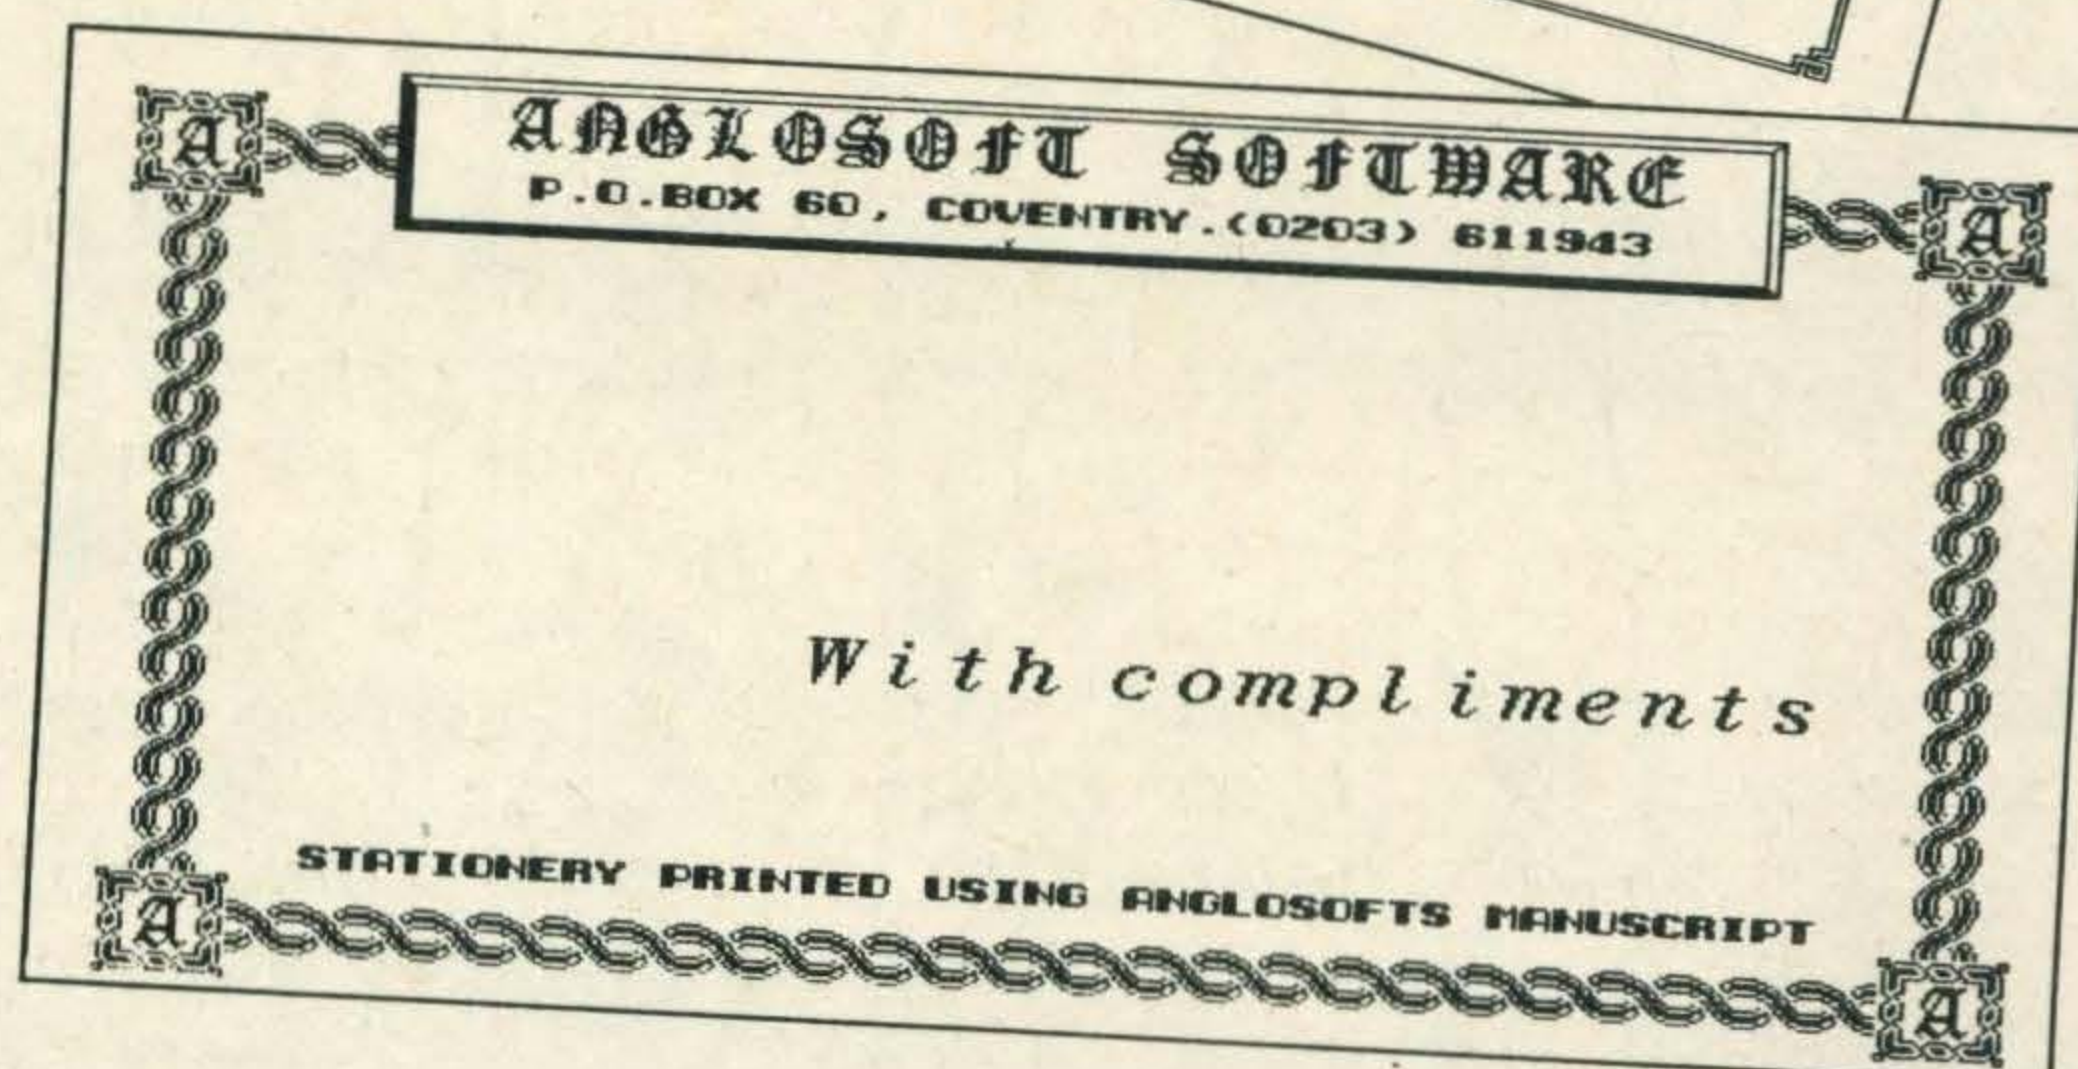 A
A
ANGLOSOFT SOFTWARE
P.O.BOX 60, COVENTRY.(0203) 611943
With compliments
STATIONERY PRINTED USING ANGLOSOFTS MANUSCRIPT
A
A